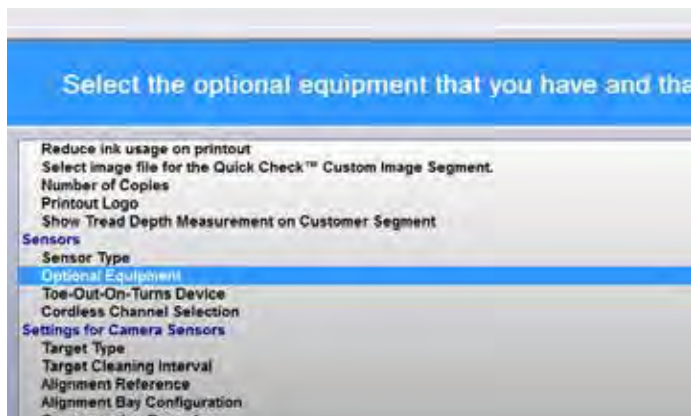 Select the optional equipment that you have and tha
Reduce ink usage on printout
Select image file for the Quick Check™ Custom Image Segment.
Number of Copies
Printout Logo
Show Tread Depth Measurement on Customer Segment
Sensors
Sensor Type
Optional Equipment
Toe-Out-On-Turns Device
Cordless Channel Selection
Settings for Camera Sensors
Target Type
Target Cleaning Interval
Alignment Reference
Alignment Bay Configuration